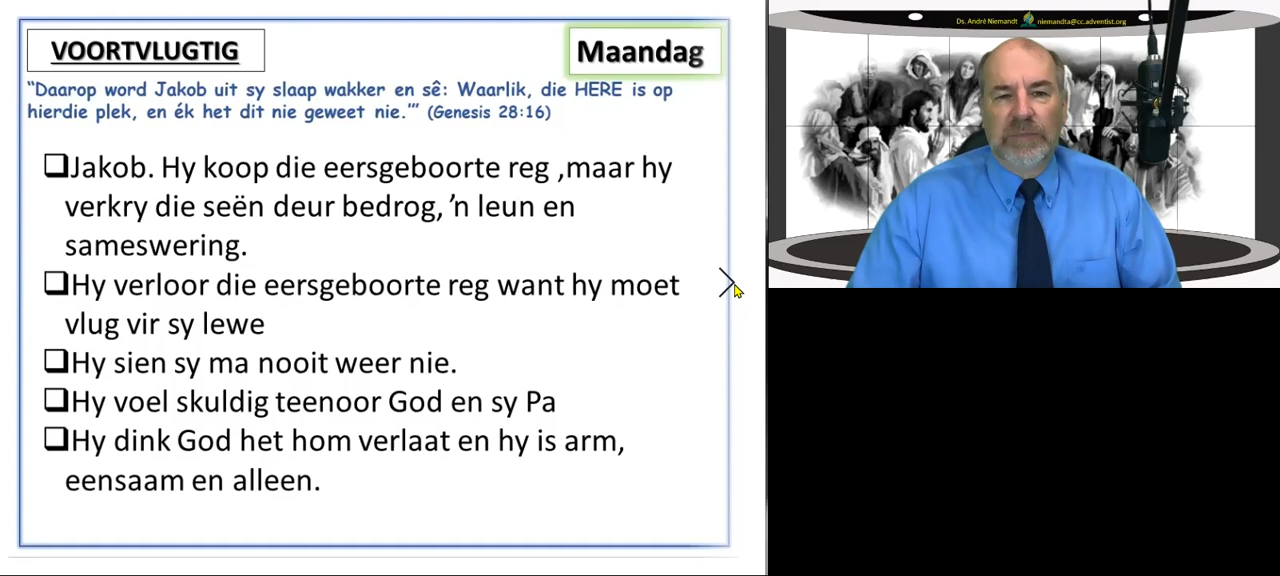 VOORTVLUGTIG
Maandag
“Daarop word Jakob uit sy slaap wakker en sê: Waarlik, die HERE is op
hierdie plek, en ék het dit nie geweet nie.’” (Genesis 28:16)
❑Jakob. Hy koop die eersgeboorte reg ,maar hy
verkry die seën deur bedrog, ’n leun en
sameswering.
❑Hy verloor die eersgeboorte reg want hy moet
vlug vir sy lewe
❑Hy sien sy ma nooit weer nie.
❑Hy voel skuldig teenoor God en sy Pa
❑Hy dink God het hom verlaat en hy is arm,
eensaam en alleen.
Ds. André Niemandt niemandta@cc.adventist.org